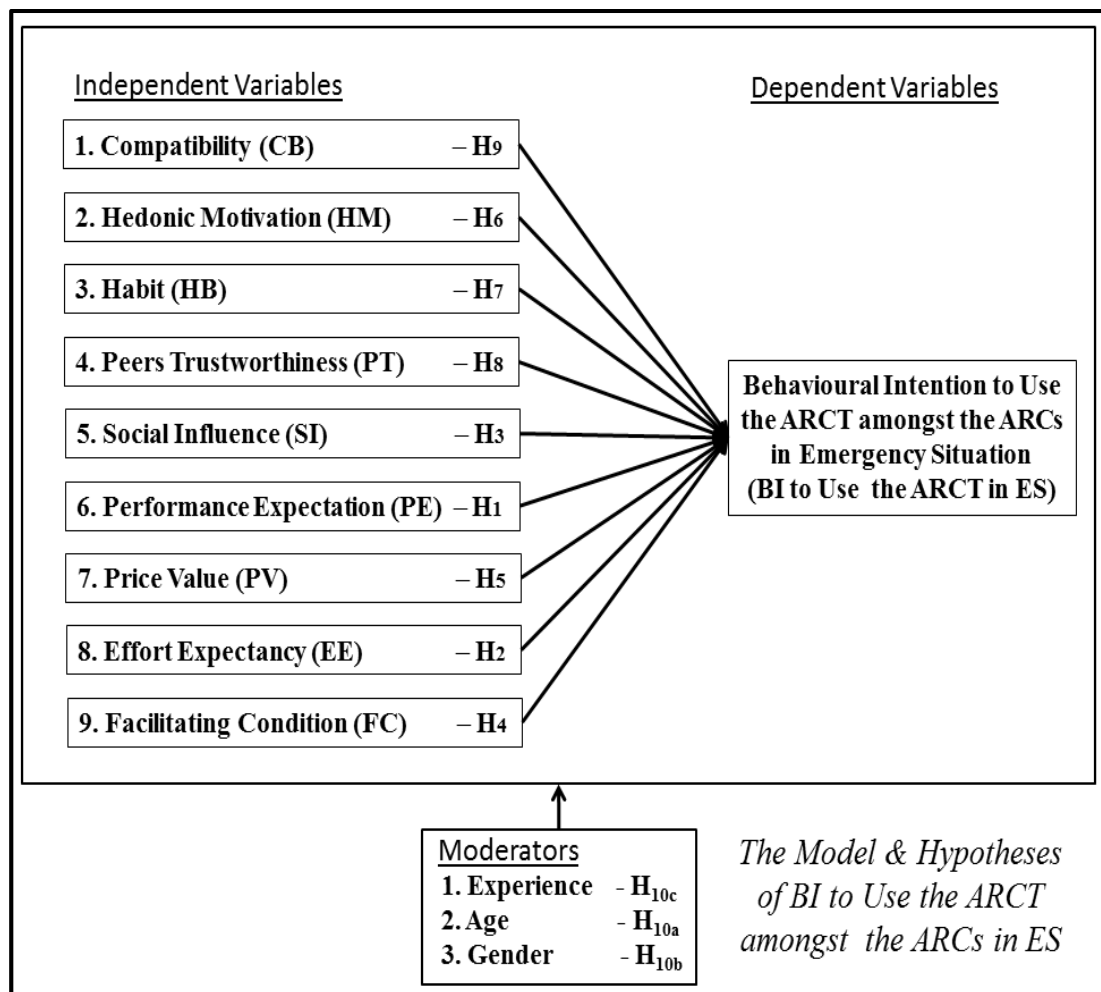 Independent Variables
Dependent Variables
1. Compatibility (CB) – H9
2. Hedonic Motivation (HM) – H6
3. Habit (HB) – H7
4. Peers Trustworthiness (PT) – H8
5. Social Influence (SI) – H3
6. Performance Expectation (PE) – H1
7. Price Value (PV) – H5
8. Effort Expectancy (EE) – H2
9. Facilitating Condition (FC) – H4
Behavioural Intention to Use
the ARCT amongst the ARCs
in Emergency Situation
(BI to Use the ARCT in ES)
Moderators
1. Experience - H10c
2. Age - H10a
3. Gender - H10b
The Model & Hypotheses
of BI to Use the ARCT
amongst the ARCs in ES